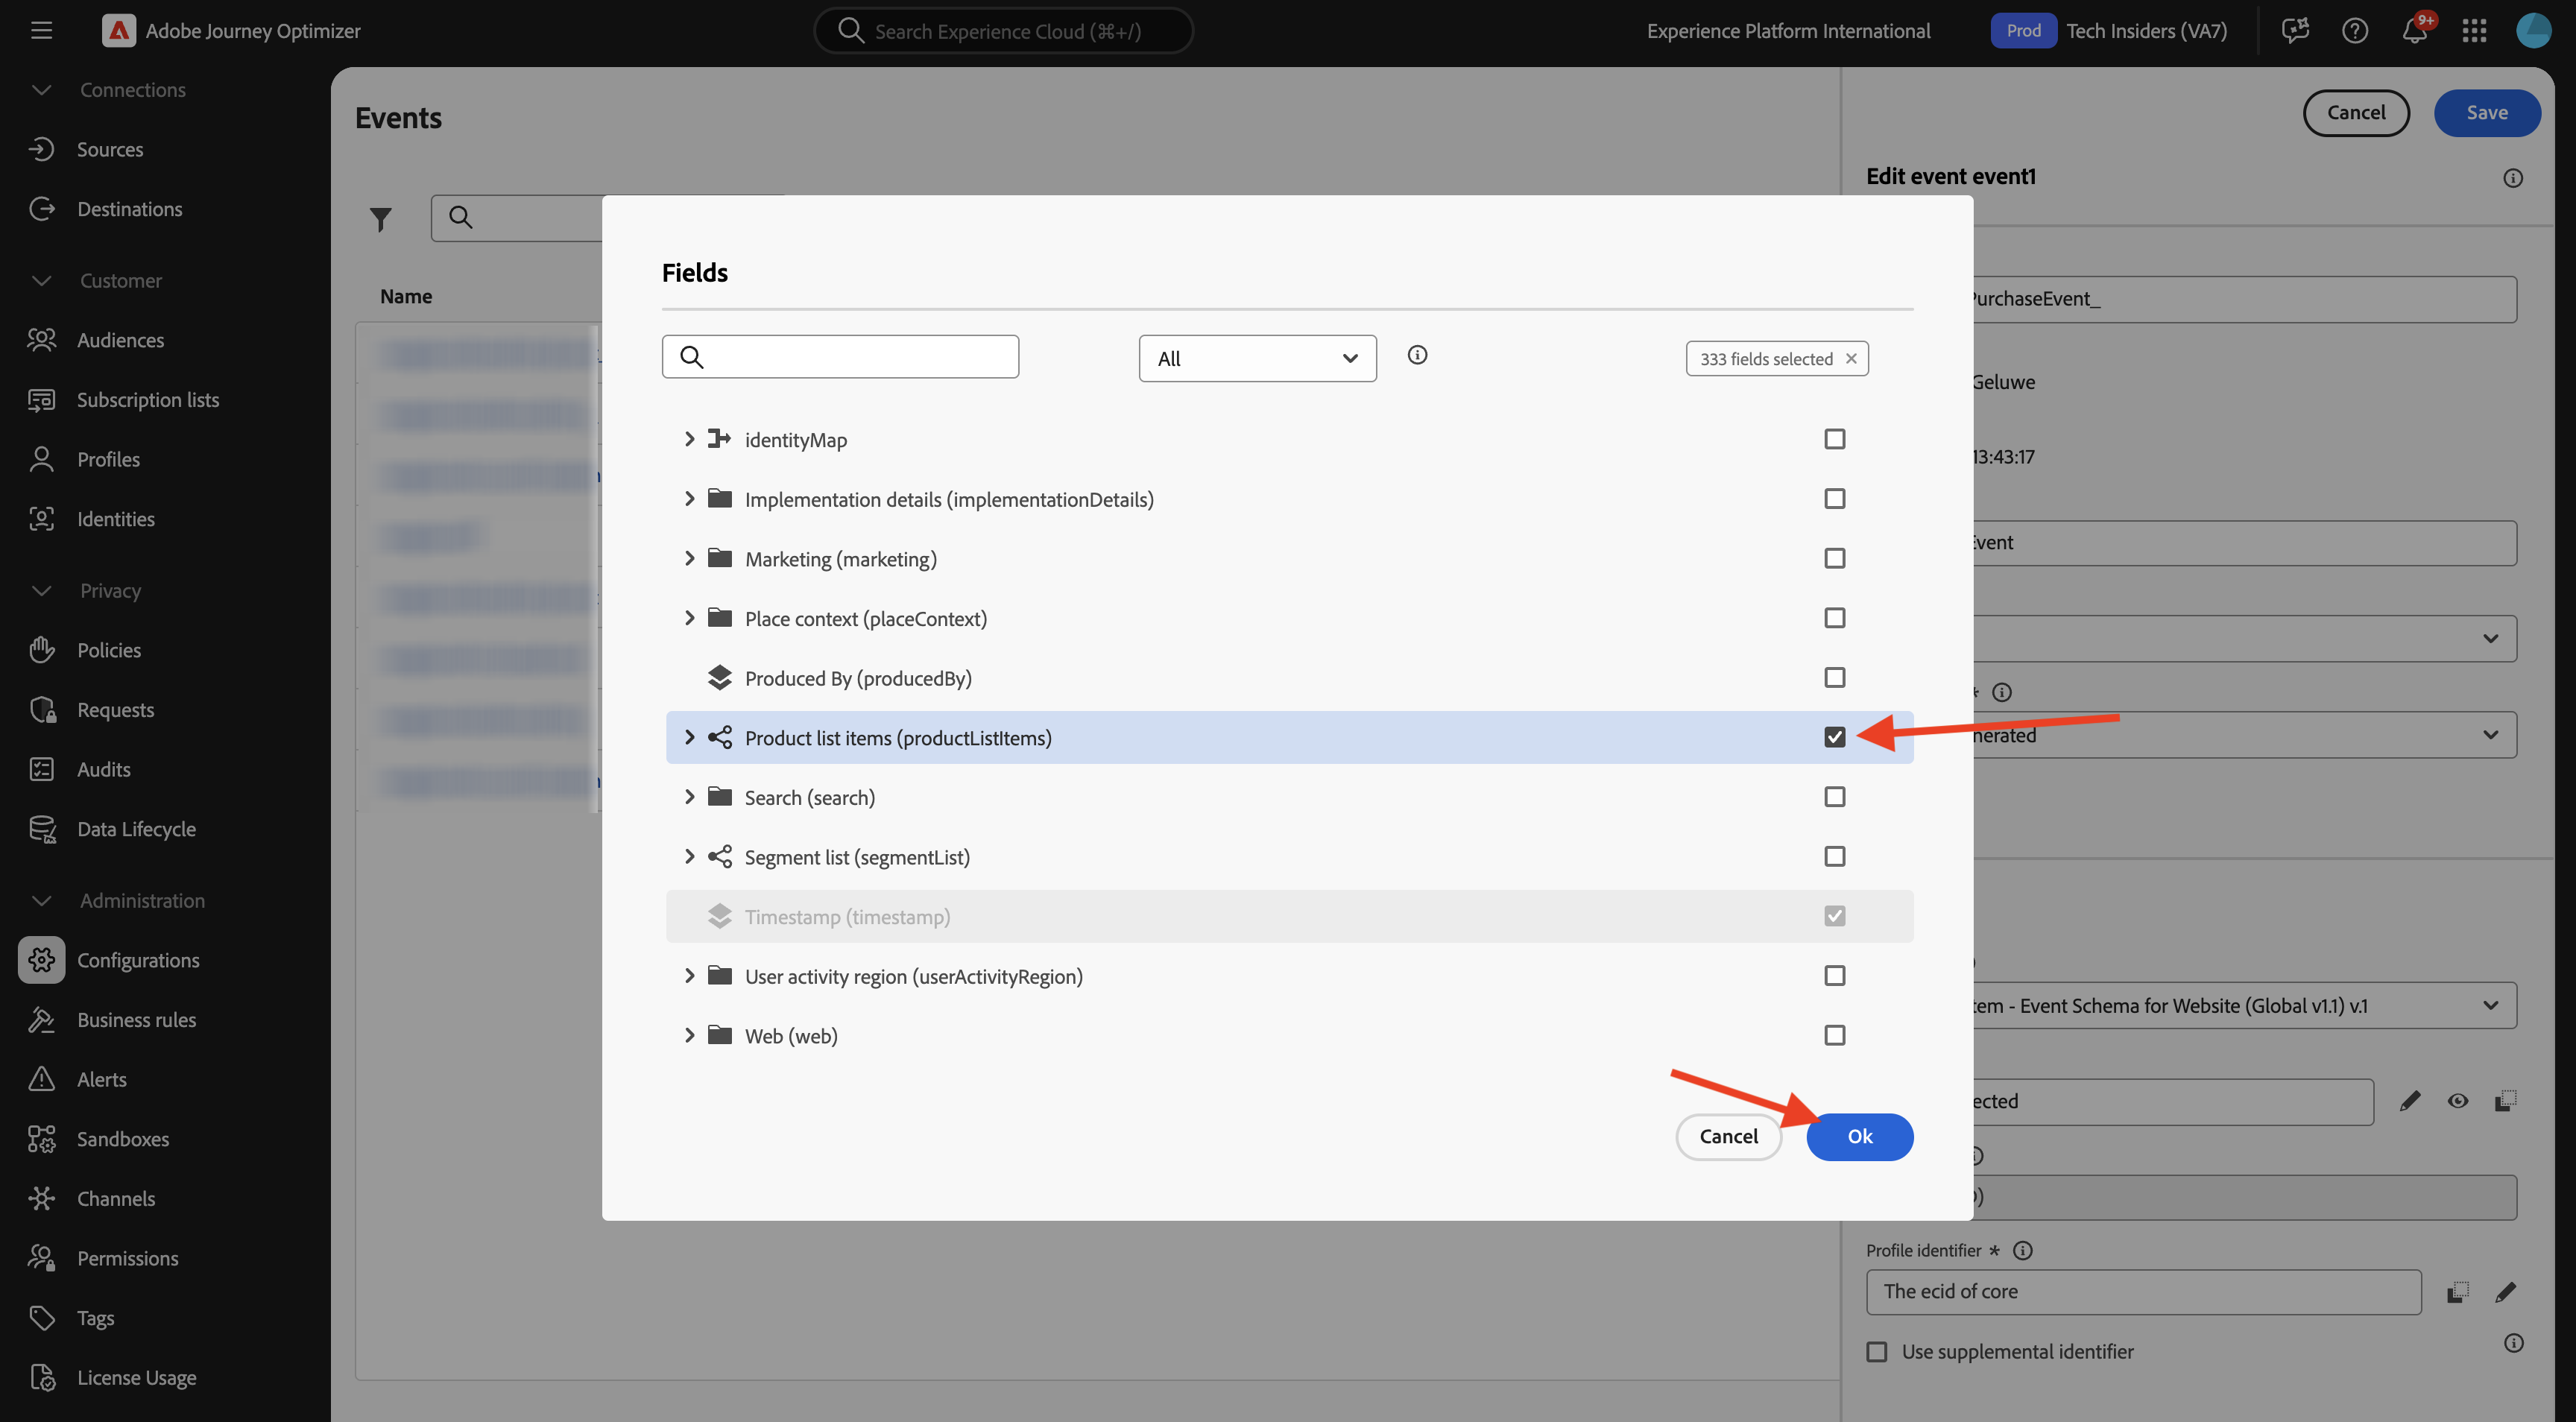 Adobe Journey Optimizer
Search Experience Cloud (⌘+/)
Experience Platform International
Prod
Tech Insiders (VA7)
9+
Connections
Sources
Destinations
Customer
Audiences
Subscription lists
Profiles
Identities
Privacy
Policies
Requests
Audits
Data Lifecycle
Administration
Configurations
Business rules
Alerts
Sandboxes
Channels
Permissions
Tags
License Usage
Events
Name
Fields
All
333 fields selected
identityMap
Implementation details (implementationDetails)
Marketing (marketing)
Place context (placeContext)
Produced By (producedBy)
Product list items (productListItems)
Search (search)
Segment list (segmentList)
Timestamp (timestamp)
User activity region (userActivityRegion)
Web (web)
Cancel
Ok
Cancel
Save
Edit event event1
PurchaseEvent_
Geluwe
13:43:17
Event
*
nerated
tem - Event Schema for Website (Global v1.1) v.1
ected
Profile identifier *
The ecid of core
Use supplemental identifier